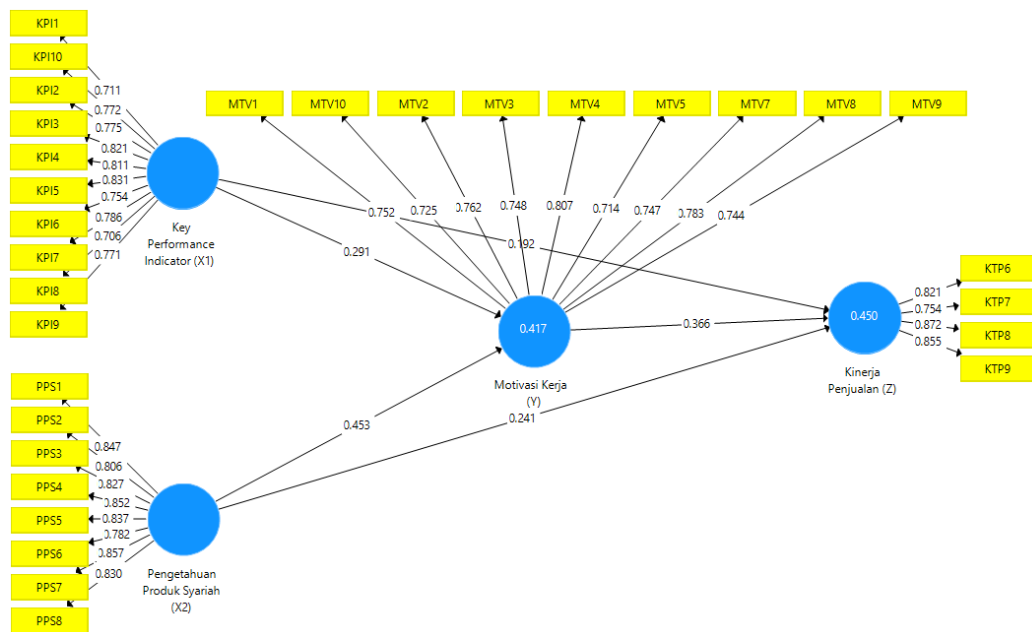 KPI1
KPI10
KPI2
KPI3
KPI4
KPI5
KPI6
KPI7
KPI8
KPI9
0.711
0.772
0.775
0.821
0.811
0.831
0.754
0.786
0.706
0.771
Key
Performance
Indicator (X1)
MTV1 MTV10 MTV2 MTV3 MTV4 MTV5 MTV7 MTV8 MTV9
0.752 0.725 0.762 0.748 0.807 0.714 0.747 0.783 0.744
0.291
0.192
0.417
Motivasi Kerja
(Y)
0.366
0.453
0.241
0.450
Kinerja
Penjualan (Z)
0.821
0.754
0.872
0.855
KTP6
KTP7
KTP8
KTP9
PPS1
PPS2
PPS3
PPS4
PPS5
PPS6
PPS7
PPS8
0.847
0.806
0.827
0.852
0.837
0.782
0.857
0.830
Pengetahuan
Produk Syariah
(X2)